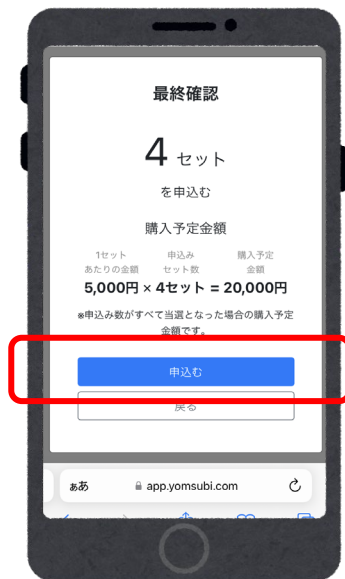 最終確認
4 セット
を申込む
購入予定金額
1セット 申込み 購入予定
あたりの金額 セット数 金額
5,000円 × 4セット = 20,000円
※申込み数がすべて当選となった場合の購入予定
金額です。
申込む
戻る
ぁあ app.yomsubi.com